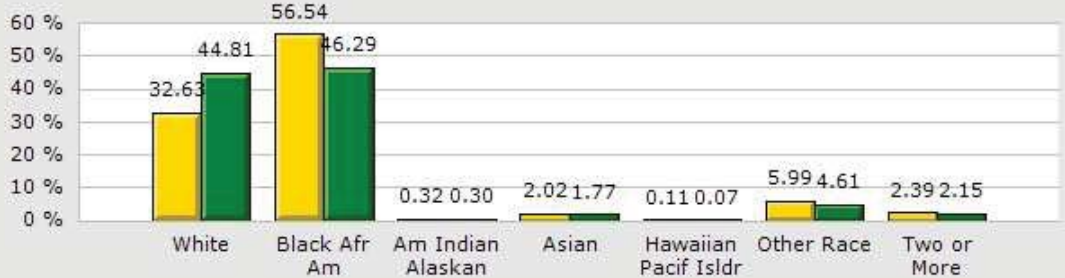 60 %
50 %
40 %
30 %
20 %
10 %
0 %
32.63 44.81
56.54 46.29
0.32 0.30
2.02 1.77
0.11 0.07
5.99 4.61
2.39 2.15
White
Black Afr
Am
Am Indian
Alaskan
Asian
Hawaiian
Pacif Isldr
Other Race
Two or
More